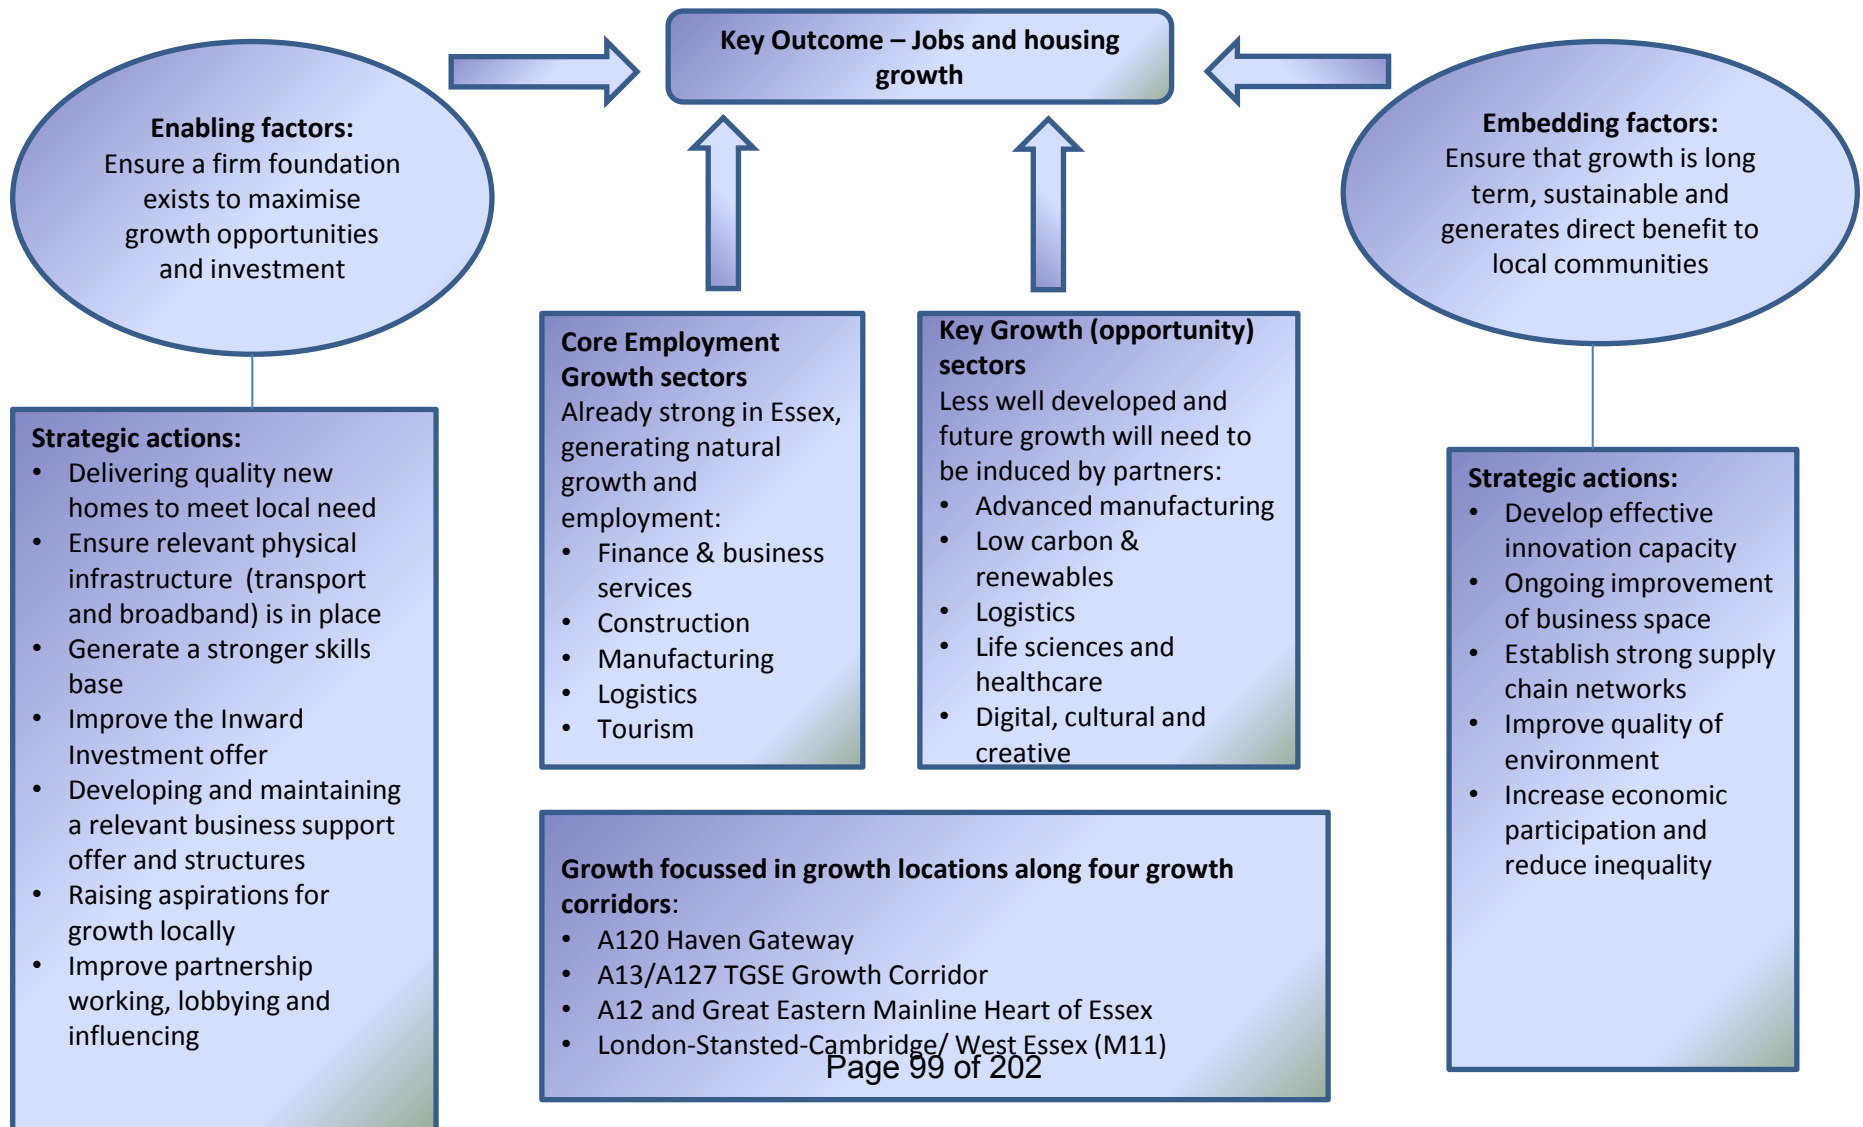 Key Outcome – Jobs and housing
growth
Enabling factors:
Ensure a firm foundation
exists to maximise
growth opportunities
and investment
Embedding factors:
Ensure that growth is long
term, sustainable and
generates direct benefit to
local communities
Strategic actions:
• Delivering quality new
homes to meet local need
• Ensure relevant physical
infrastructure (transport
and broadband) is in place
• Generate a stronger skills
base
• Improve the Inward
Investment offer
• Developing and maintaining
a relevant business support
offer and structures
• Raising aspirations for
growth locally
• Improve partnership
working, lobbying and
influencing
Core Employment
Growth sectors
Already strong in Essex,
generating natural
growth and
employment:
• Finance & business
services
• Construction
• Manufacturing
• Logistics
• Tourism
Key Growth (opportunity)
sectors
Less well developed and
future growth will need to
be induced by partners:
• Advanced manufacturing
• Low carbon &
renewables
• Logistics
• Life sciences and
healthcare
• Digital, cultural and
creative
Strategic actions:
• Develop effective
innovation capacity
• Ongoing improvement
of business space
• Establish strong supply
chain networks
• Improve quality of
environment
• Increase economic
participation and
reduce inequality
Growth focussed in growth locations along four growth
corridors:
• A120 Haven Gateway
• A13/A127 TGSE Growth Corridor
• A12 and Great Eastern Mainline Heart of Essex
• London-Stansted-Cambridge/ West Essex (M11)
Page 99 of 202